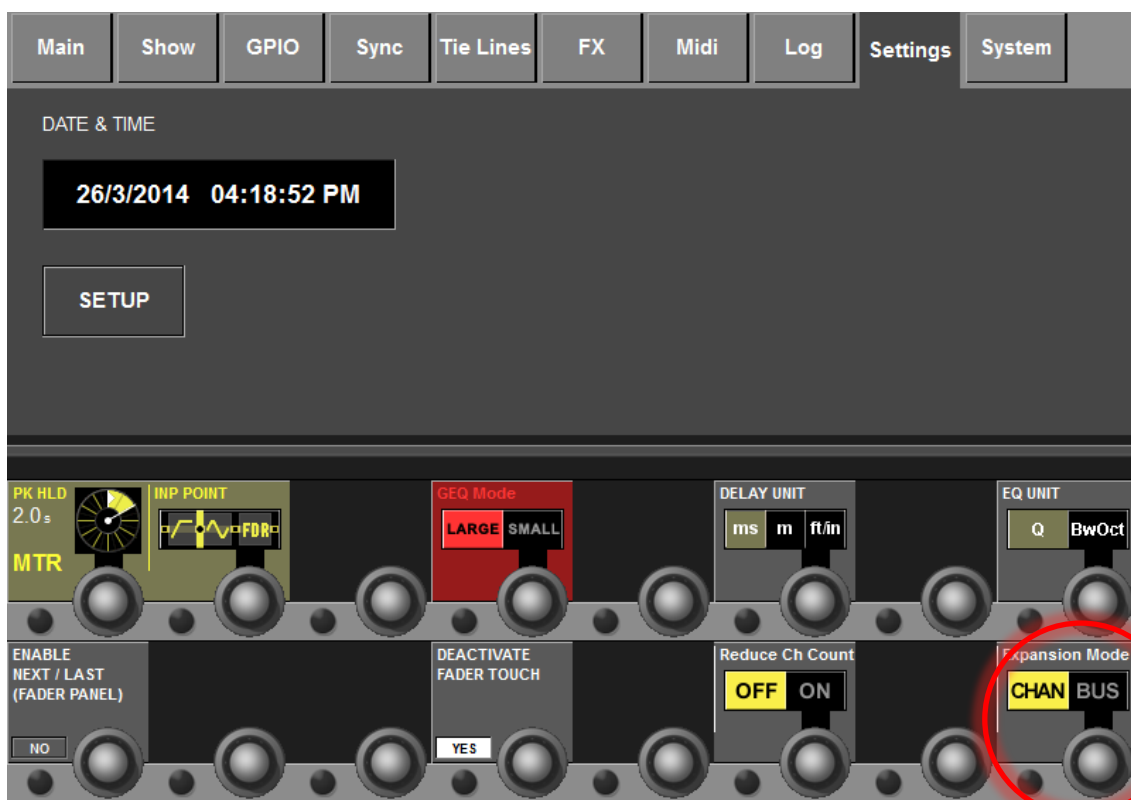 Main Show GPIO Sync Tie Lines FX Midi Log Settings System
DATE & TIME
26/3/2014 04:18:52 PM
SETUP
PK HLD INP POINT GEQ Mode DELAY UNIT EQ UNIT
2.0s FDR LARGE SMALL ms m ft/in Q BwOct
MTR
ENABLE DEACTIVATE Reduce Ch Count Expansion Mode
NEXT / LAST FADER TOUCH
(FADER PANEL) OFF ON CHAN BUS
NO YES